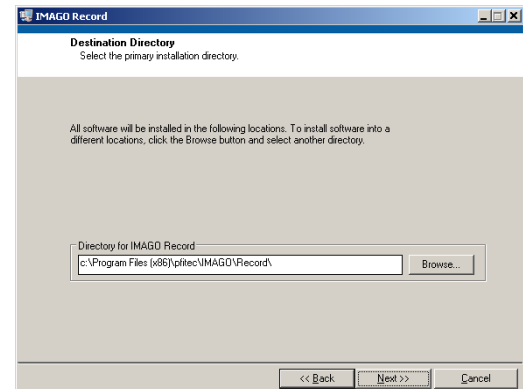 IMAGO Record
Destination Directory
Select the primary installation directory.
All software will be installed in the following locations. To install software into a
different locations, click the Browse button and select another directory.
Directory for IMAGO Record
c:\Program Files (x86)\pfitec\IMAGO\Record\
Browse...
<< Back
Next >>
Cancel